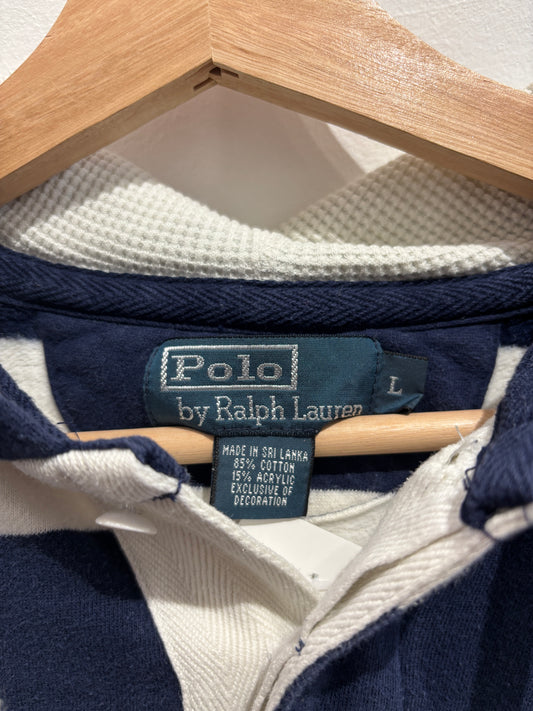 Polo
by Ralph Lauren
L
MADE IN SRI LANKA
85% COTTON
15% ACRYLIC
EXCLUSIVE OF
DECORATION